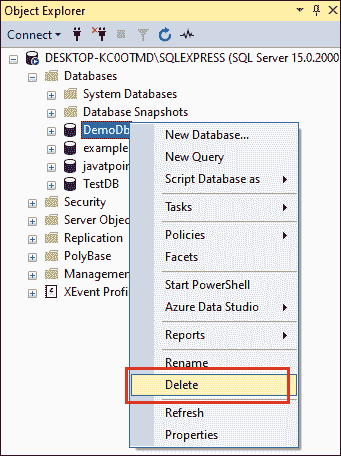 Object Explorer
Connect
DESKTOP-KC0OTMD\SQLEXPRESS (SQL Server 15.0.2000
Databases
System Databases
Database Snapshots
DemoDb
example
javatpoin
TestDB
Security
Server Objec
Replication
PolyBase
Managemen
XEvent Profil
New Database...
New Query
Script Database as
Tasks
Policies
Facets
Start PowerShell
Azure Data Studio
Reports
Rename
Delete
Refresh
Properties